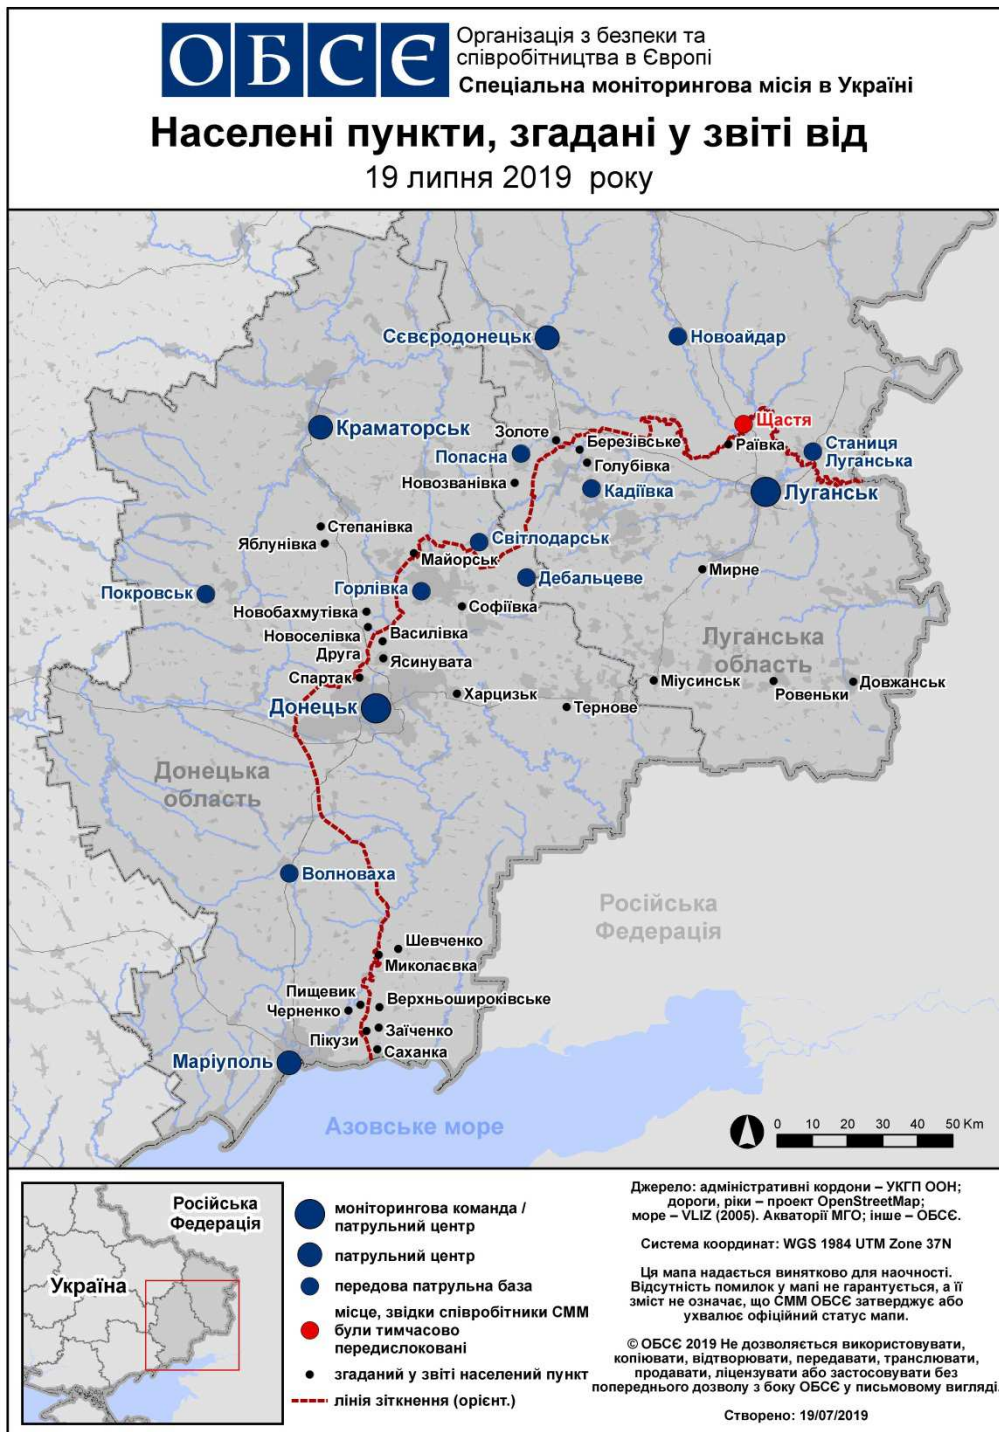 ОБСЄ
Організація з безпеки та
співробітництва в Європі
Спеціальна моніторингова місія в Україні
Населені пункти, згадані у звіті від
19 липня 2019 року
Сєвєродонецьк
Новоайдар
Краматорськ
Щастя
Золоте
Березівське
Раївка
Станиця
Луганська
Попасна
Голубівка
Новозванівка
Кадіївка
Луганськ
Степанівка
Яблунівка
Світлодарськ
Майорськ
Мирне
Дебальцеве
Покровськ
Горлівка
Софіївка
Новобахмутівка
Новоселівка
Друга
Василівка
Ясинувата
Луганська
область
Спартак
Міусинськ
Ровеньки
Довжанськ
Харцизьк
Донецьк
Тернове
Донецька
область
Волноваха
Російська
Федерація
Шевченко
Миколаєвка
Пищевик
Верхньошироківське
Черненко
Пікузи
Заїченко
Саханка
Маріуполь
Азовське море
0 10 20 30 40 50 Km
Російська
Федерація
Україна
моніторингова команда /
патрульний центр
патрульний центр
передова патрульна база
місце, звідки співробітники СММ
були тимчасово
передислоковані
згаданий у звіті населений пункт
лінія зіткнення (орієнт.)
Джерело: адміністративні кордони – УКГП ООН;
дороги, ріки – проект OpenStreetMap;
море – VLIZ (2005). Акваторії МГО; інше – ОБСЄ.
Система координат: WGS 1984 UTM Zone 37N
Ця мапа надається винятково для наочності.
Відсутність помилок у мапі не гарантується, а її
зміст не означає, що СММ ОБСЄ затверджує або
ухвалює офіційний статус мапи.
© ОБСЄ 2019 Не дозволяється використовувати,
копіювати, відтворювати, передавати, транслювати,
продавати, ліцензувати або застосовувати без
попереднього дозволу з боку ОБСЄ у письмовому вигляді.
Створено: 19/07/2019